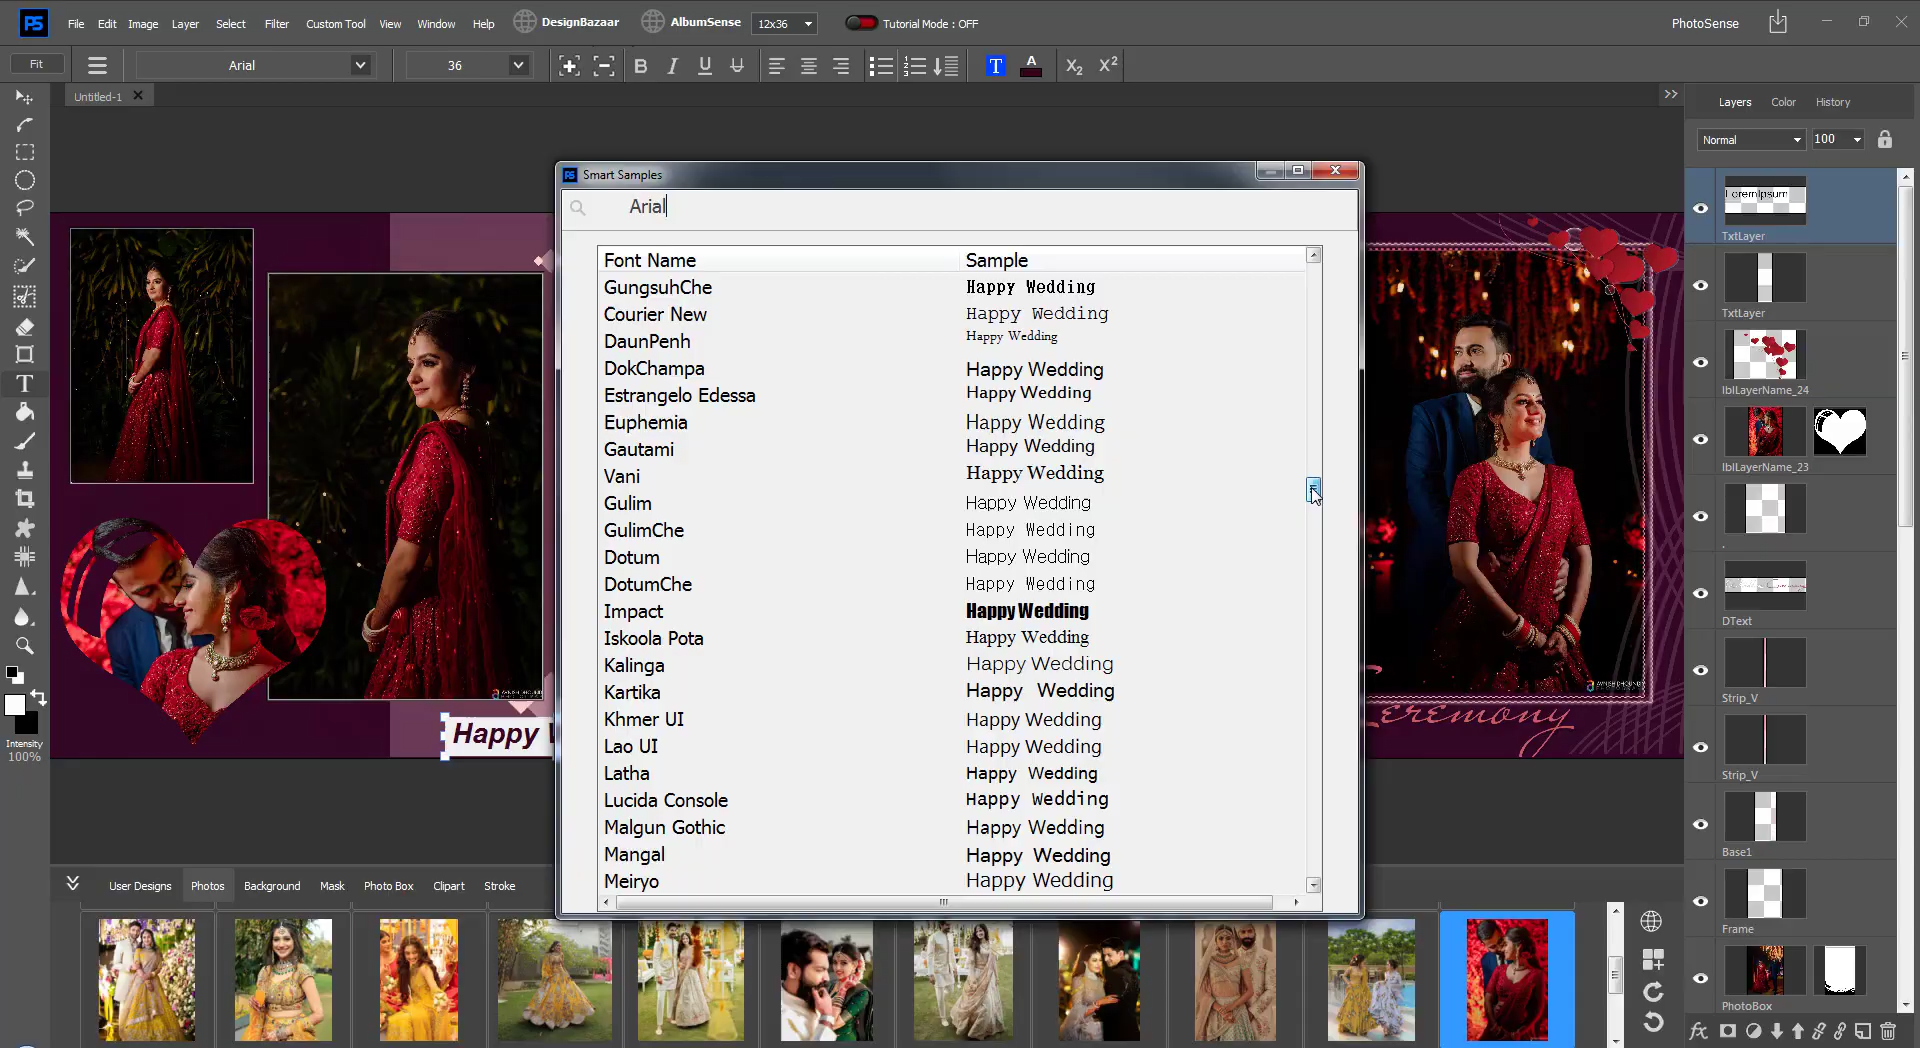 PS File Edit Image Layer Select Filter Custom Tool View Window Help DesignBazaar AlbumSense 12x36 Tutorial Mode : OFF PhotoSense
Fit Arial 36 B I U T A X2 X2
Untitled-1
Layers Color History
Normal 100
Smart Samples
Arial
Font Name Sample
GungsuhChe Happy Wedding
Courier New Happy Wedding
DaunPenh Happy Wedding
DokChampa Happy Wedding
Estrangelo Edessa Happy Wedding
Euphemia Happy Wedding
Gautami Happy Wedding
Vani Happy Wedding
Gulim Happy Wedding
GulimChe Happy Wedding
Dotum Happy Wedding
DotumChe Happy Wedding
Impact Happy Wedding
Iskoola Pota Happy Wedding
Kalinga Happy Wedding
Kartika Happy Wedding
Khmer UI Happy Wedding
Lao UI Happy Wedding
Latha Happy Wedding
Lucida Console Happy Wedding
Malgun Gothic Happy Wedding
Mangal Happy Wedding
Meiryo Happy Wedding
Happy W
eremony
T
Intensity
100%
LoremIpsum
TxtLayer
TxtLayer
lblLayerName_24
lblLayerName_23
.
DText
Strip_V
Strip_V
Base1
Frame
PhotoBox
fx
User Designs Photos Background Mask Photo Box Clipart Stroke